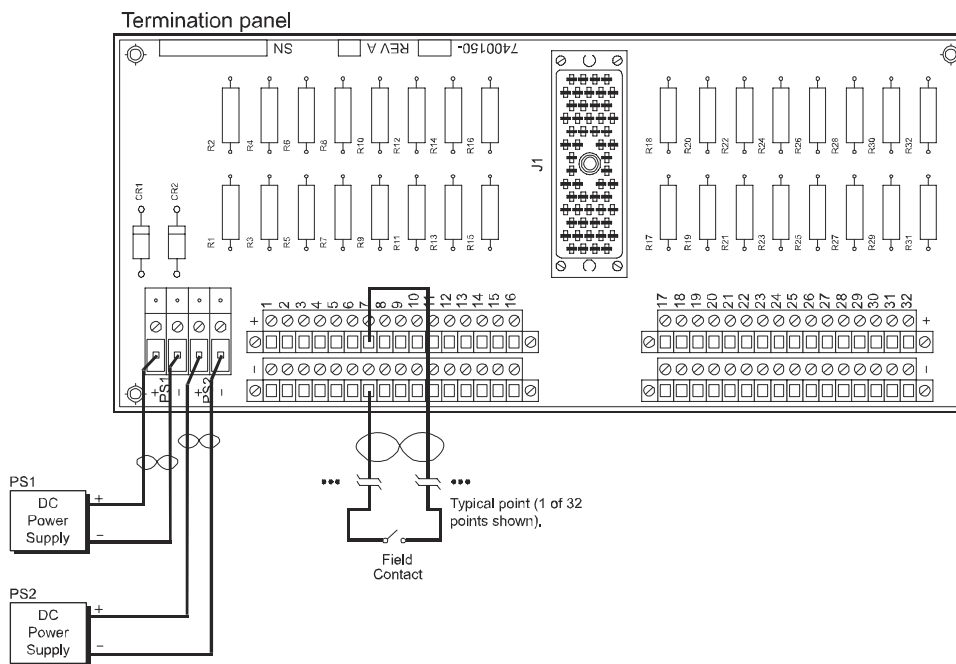 Termination panel
SN
REV A
7400150-
R2
R4
R6
R8
R10
R12
R14
R16
J1
R18
R20
R22
R24
R26
R28
R30
R32
CR1
CR2
R1
R3
R5
R7
R9
R11
R13
R15
R17
R19
R21
R23
R25
R27
R29
R31
+ 1 2 3 4 5 6 7 8 9 10 11 12 13 14 15 16
17 18 19 20 21 22 23 24 25 26 27 28 29 30 31 32 +
-
-
+ PS1 - + PS2 -
PS1
DC
Power
Supply
+
-
PS2
DC
Power
Supply
+
-
•••
•••
Typical point (1 of 32
points shown).
Field
Contact